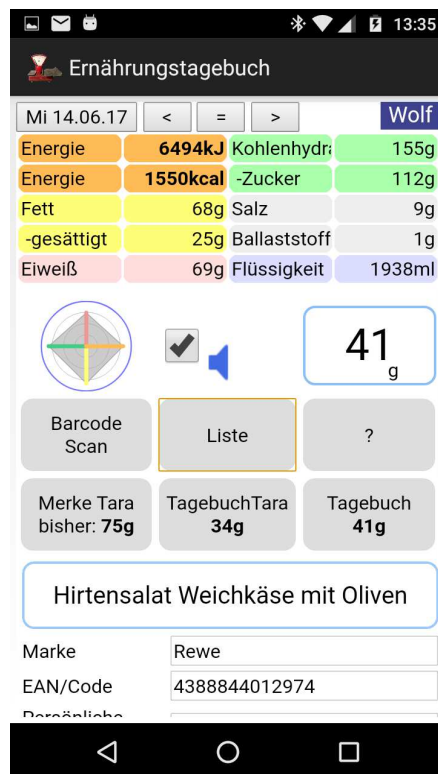 13:35
Ernährungstagebuch
Mi 14.06.17 < = > Wolf
Energie 6494kJ Kohlenhydr 155g
Energie 1550kcal -Zucker 112g
Fett 68g Salz 9g
-gesättigt 25g Ballaststoff 1g
Eiweiß 69g Flüssigkeit 1938ml
41
g
Barcode
Scan
Liste
?
Merke Tara
bisher: 75g
TagebuchTara
34g
Tagebuch
41g
Hirtensalat Weichkäse mit Oliven
Marke Rewe
EAN/Code 4388844012974